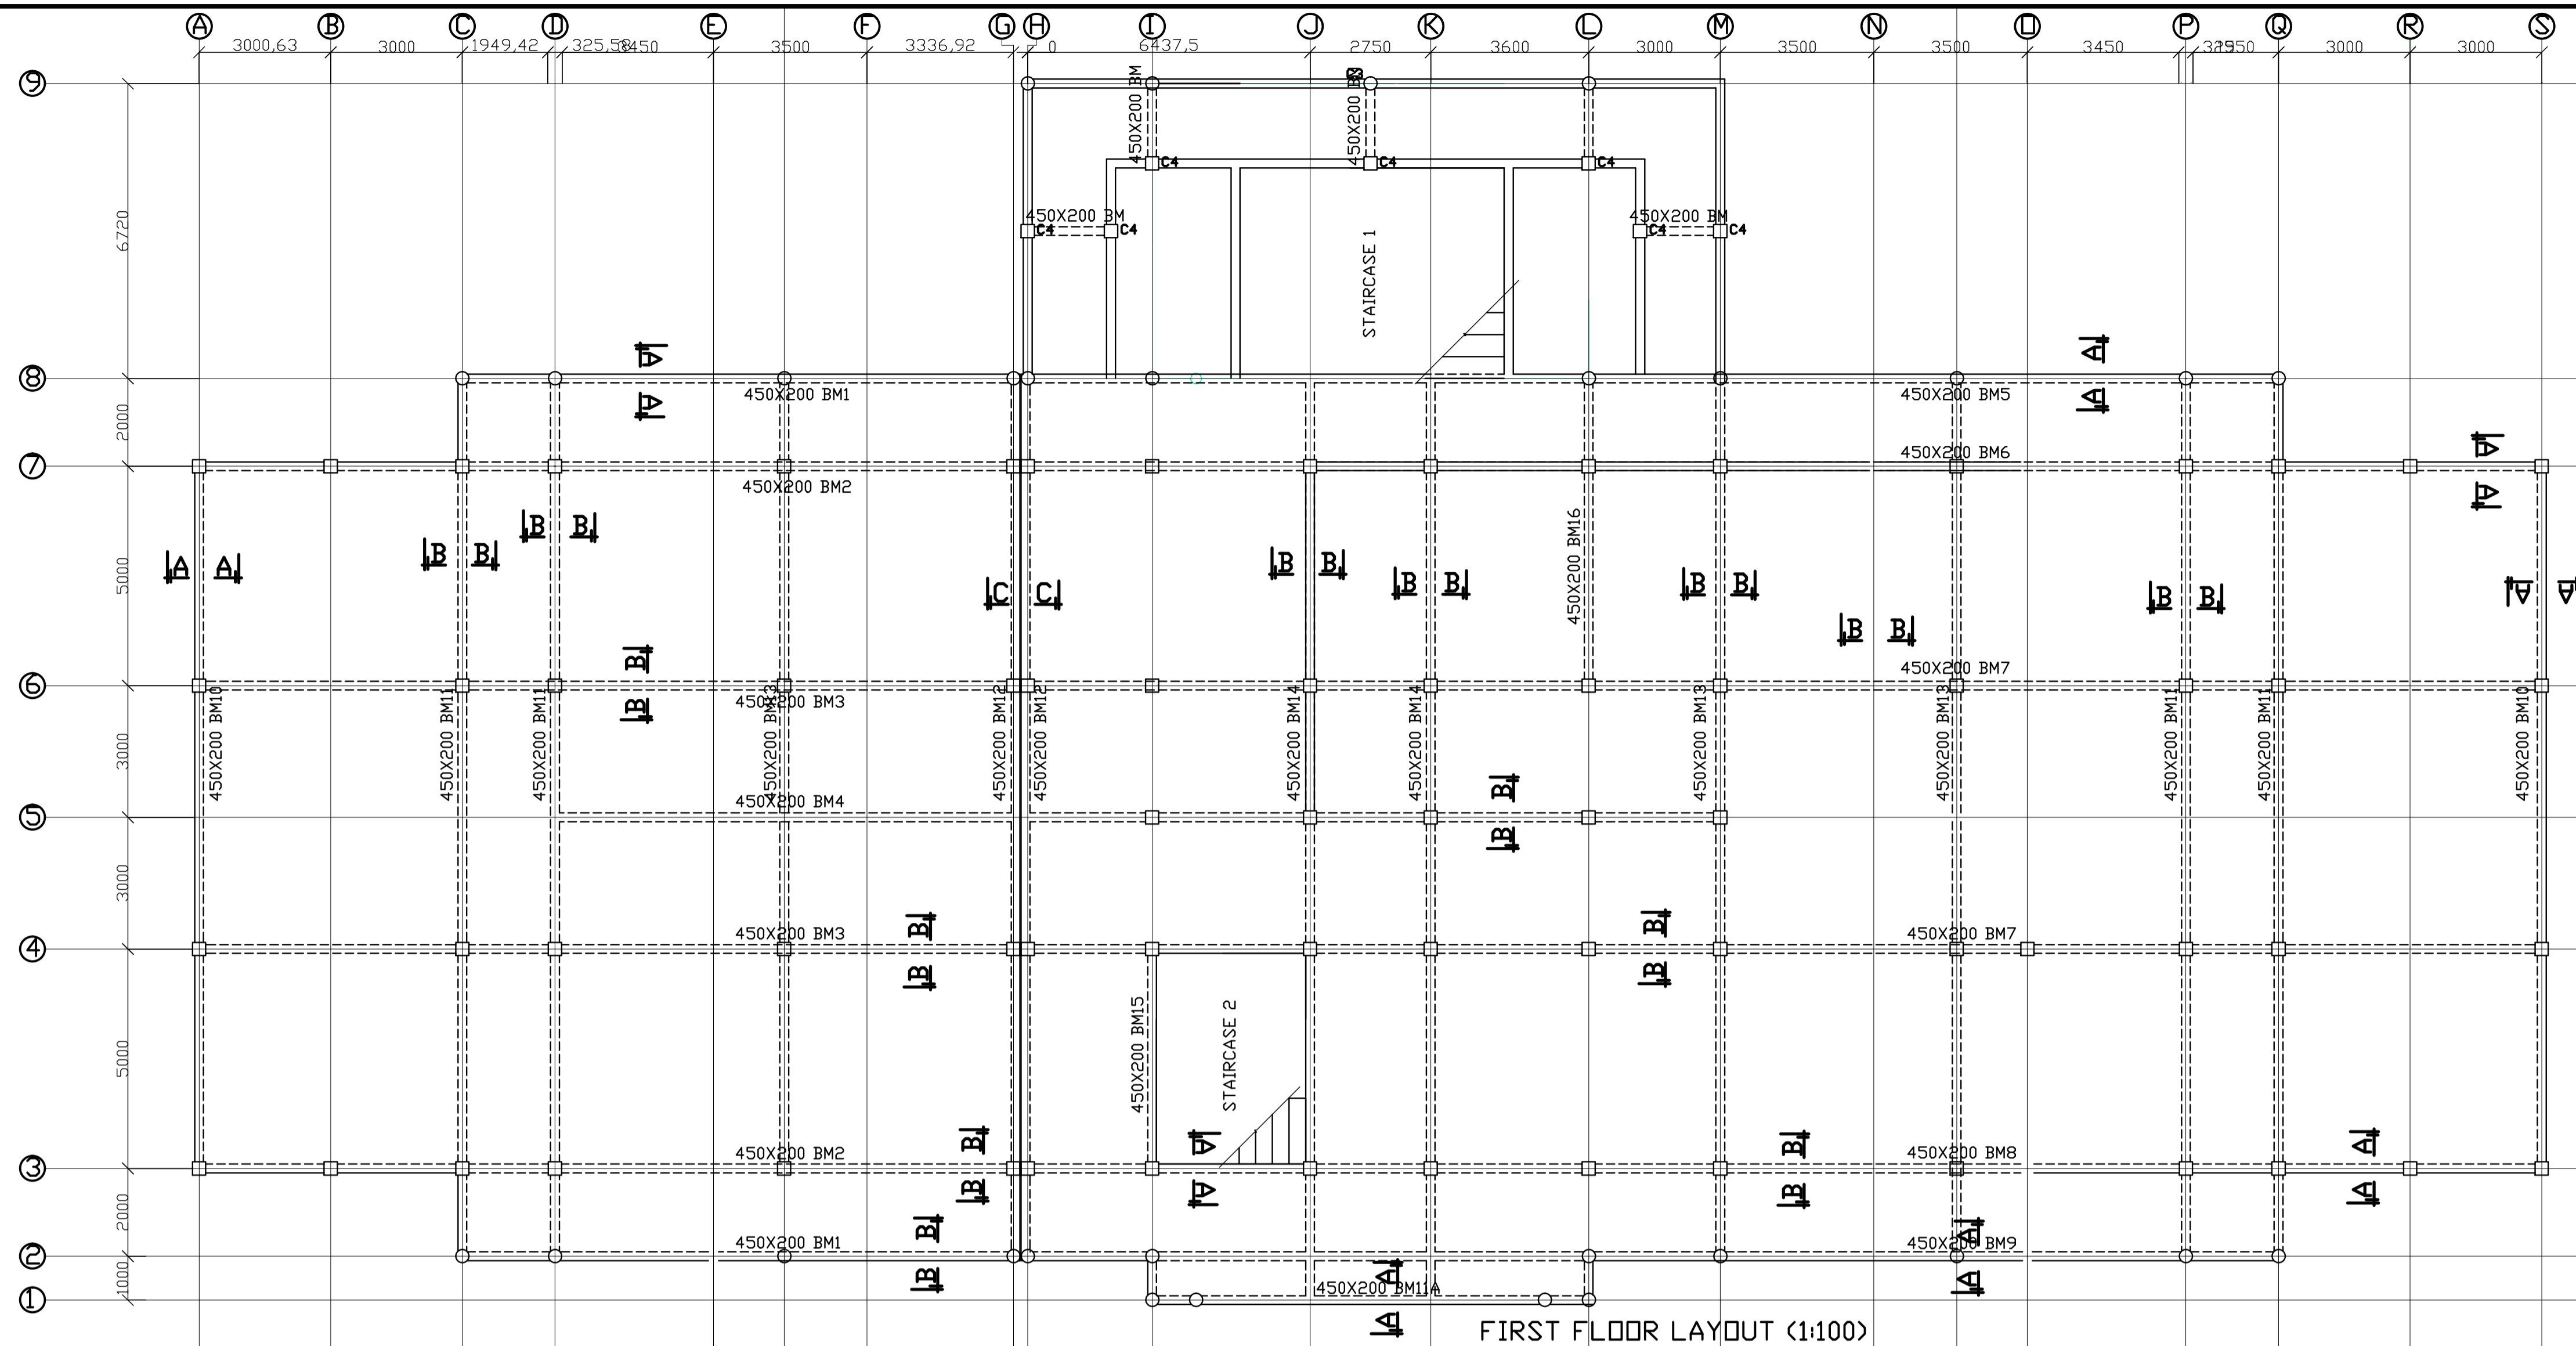 A B C D E F G H I J K L M N O P Q R S
3000,63 3000 1949,42 325,58 3450 3500 3336,92 0 6437,5 2750 3600 3000 3500 3500 3450 3000 3000
9
450X200 BM 450X200 BM
C4 C4 C4
450X200 BM 450X200 BM
C4 C4 C4 C4
6720
STAIRCASE 1
A A
8
450X200 BM1 450X200 BM5
A A
2000
A
7
450X200 BM6
450X200 BM2
A
B B B B
450X200 BM16
5000
A A B B C C B B B B B B B B A A
B B
B
450X200 BM7
6
450X200 BM3
B
450X200 BM10 450X200 BM11 450X200 BM11 450X200 BM13 450X200 BM12 450X200 BM12 450X200 BM14 450X200 BM14 450X200 BM13 450X200 BM13 450X200 BM11 450X200 BM11 450X200 BM10
3000
B
450X200 BM4
5
B
3000
B B
450X200 BM3 450X200 BM7
4
B B
450X200 BM15
STAIRCASE 2
5000
B A B A
450X200 BM2 450X200 BM8
3
B A B A
2000
B A
450X200 BM1 450X200 BM9
2
B A A
1000
450X200 BM11A
1
A
FIRST FLOOR LAYOUT (1:100)